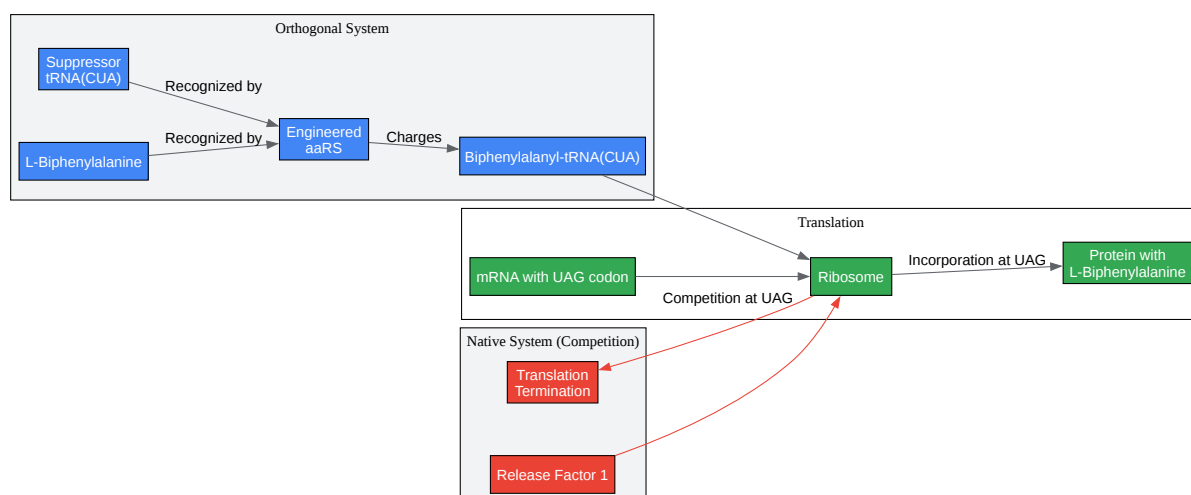 Orthogonal System
Suppressor
tRNA(CUA)
Recognized by
L-Biphenylalanine
Recognized by
Engineered
aaRS
Charges
Biphenylalanyl-tRNA(CUA)
Translation
mRNA with UAG codon
Ribosome
Incorporation at UAG
Protein with
L-Biphenylalanine
Competition at UAG
Native System (Competition)
Translation
Termination
Release Factor 1